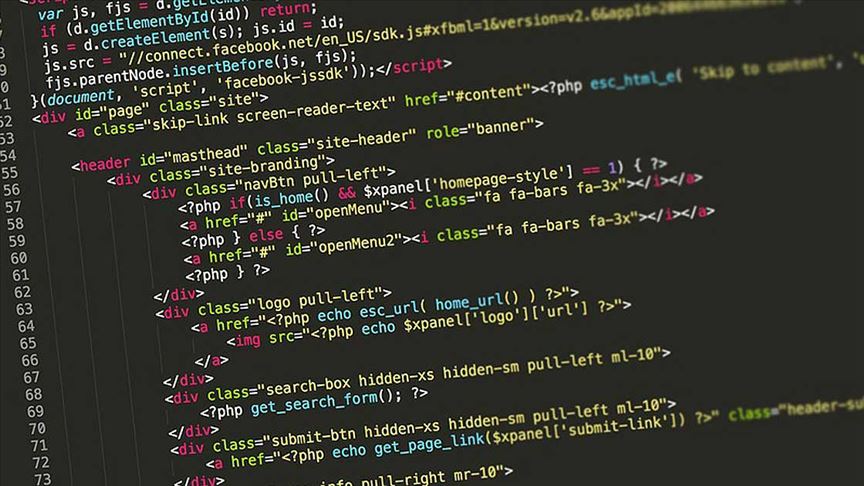 var js, fjs = d.getElem
if (d.getElementById(id)) return;
js = d.createElement(s); js.id = id;
js.src = "//connect.facebook.net/en_US/sdk.js#xfbml=1&version=v2.6&appId=
fjs.parentNode.insertBefore(js, fjs);
51 }(document, 'script', 'facebook-jssdk'));</script>
52 <div id="page" class="site">
53 <a class="skip-link screen-reader-text" href="#content"><?php esc_html_e( 'Skip to content',
54
55 <header id="masthead" class="site-header" role="banner">
56 <div class="site-branding">
57 <div class="navBtn pull-left">
58 <?php if(is_home() && $xpanel['homepage-style'] == 1) { ?>
59 <a href="#" id="openMenu"><i class="fa fa-bars fa-3x"></i></a>
60 <?php } else { ?>
61 <a href="#" id="openMenu2"><i class="fa fa-bars fa-3x"></i></a>
62 <?php } ?>
63 </div>
64 <div class="logo pull-left">
65 <a href="<?php echo esc_url( home_url() ) ?>">
66 <img src="<?php echo $xpanel['logo']['url'] ?>">
67 </a>
68 </div>
69 <div class="search-box hidden-xs hidden-sm pull-left ml-10">
70 <?php get_search_form(); ?>
71 </div>
72 <div class="submit-btn hidden-xs hidden-sm pull-left ml-10">
73 <a href="<?php echo get_page_link($xpanel['submit-link']) ?>" class="header-su
</div>
info pull-right mr-10">